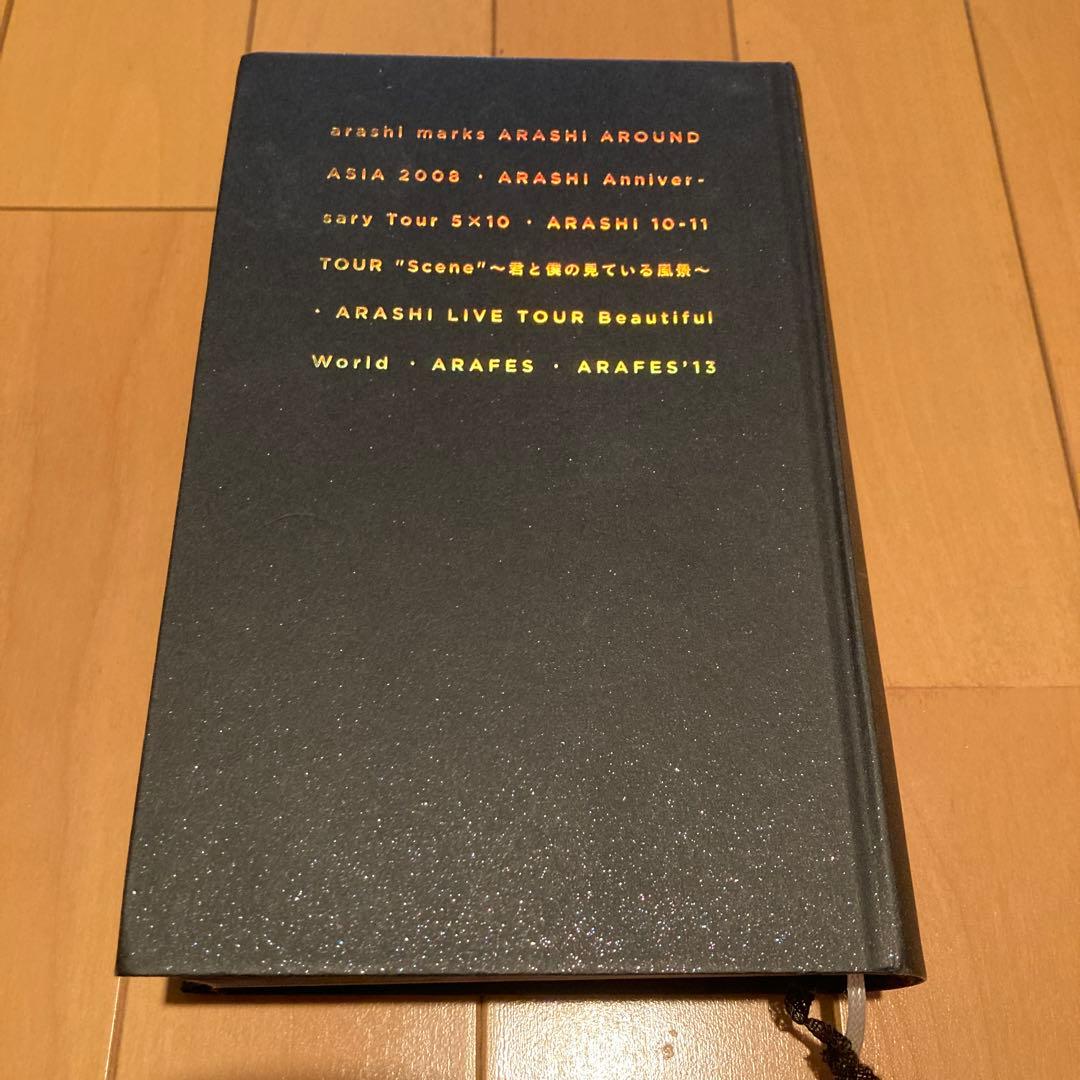 arashi marks ARASHI AROUND
ASIA 2008 · ARASHI Anniver-
sary Tour 5×10 · ARASHI 10-11
TOUR "Scene"〜君と僕の見ている風景〜
· ARASHI LIVE TOUR Beautiful
World · ARAFES · ARAFES'13